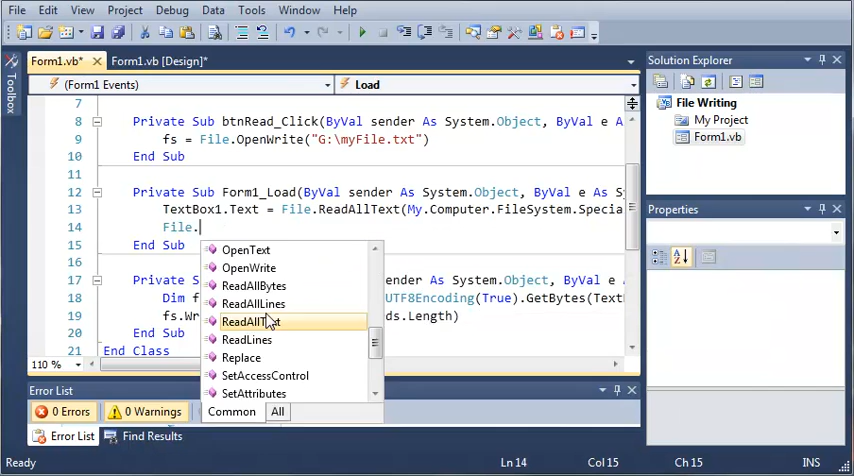 File Edit View Project Debug Data Tools Window Help
Toolbox
Form1.vb* Form1.vb [Design]*
(Form1 Events) Load
7
8 Private Sub btnRead_Click(ByVal sender As System.Object, ByVal e A
9 fs = File.OpenWrite("G:\myFile.txt")
10 End Sub
11
12 Private Sub Form1_Load(ByVal sender As System.Object, ByVal e As S
13 TextBox1.Text = File.ReadAllText(My.Computer.FileSystem.Specia
14 File.
15 End Sub
16
17 Private S e sender As System.Object, ByVal e A
18 Dim f UTF8Encoding(True).GetBytes(Text
19 fs.Wr ds.Length)
20
21 End Class
OpenText
OpenWrite
ReadAllBytes
ReadAllLines
ReadAllText
ReadLines
Replace
SetAccessControl
SetAttributes
Common All
110 %
Solution Explorer
File Writing
My Project
Form1.vb
Properties
Error List
0 Errors 0 Warnings
Error List Find Results
Ready Ln 14 Col 15 Ch 15 INS